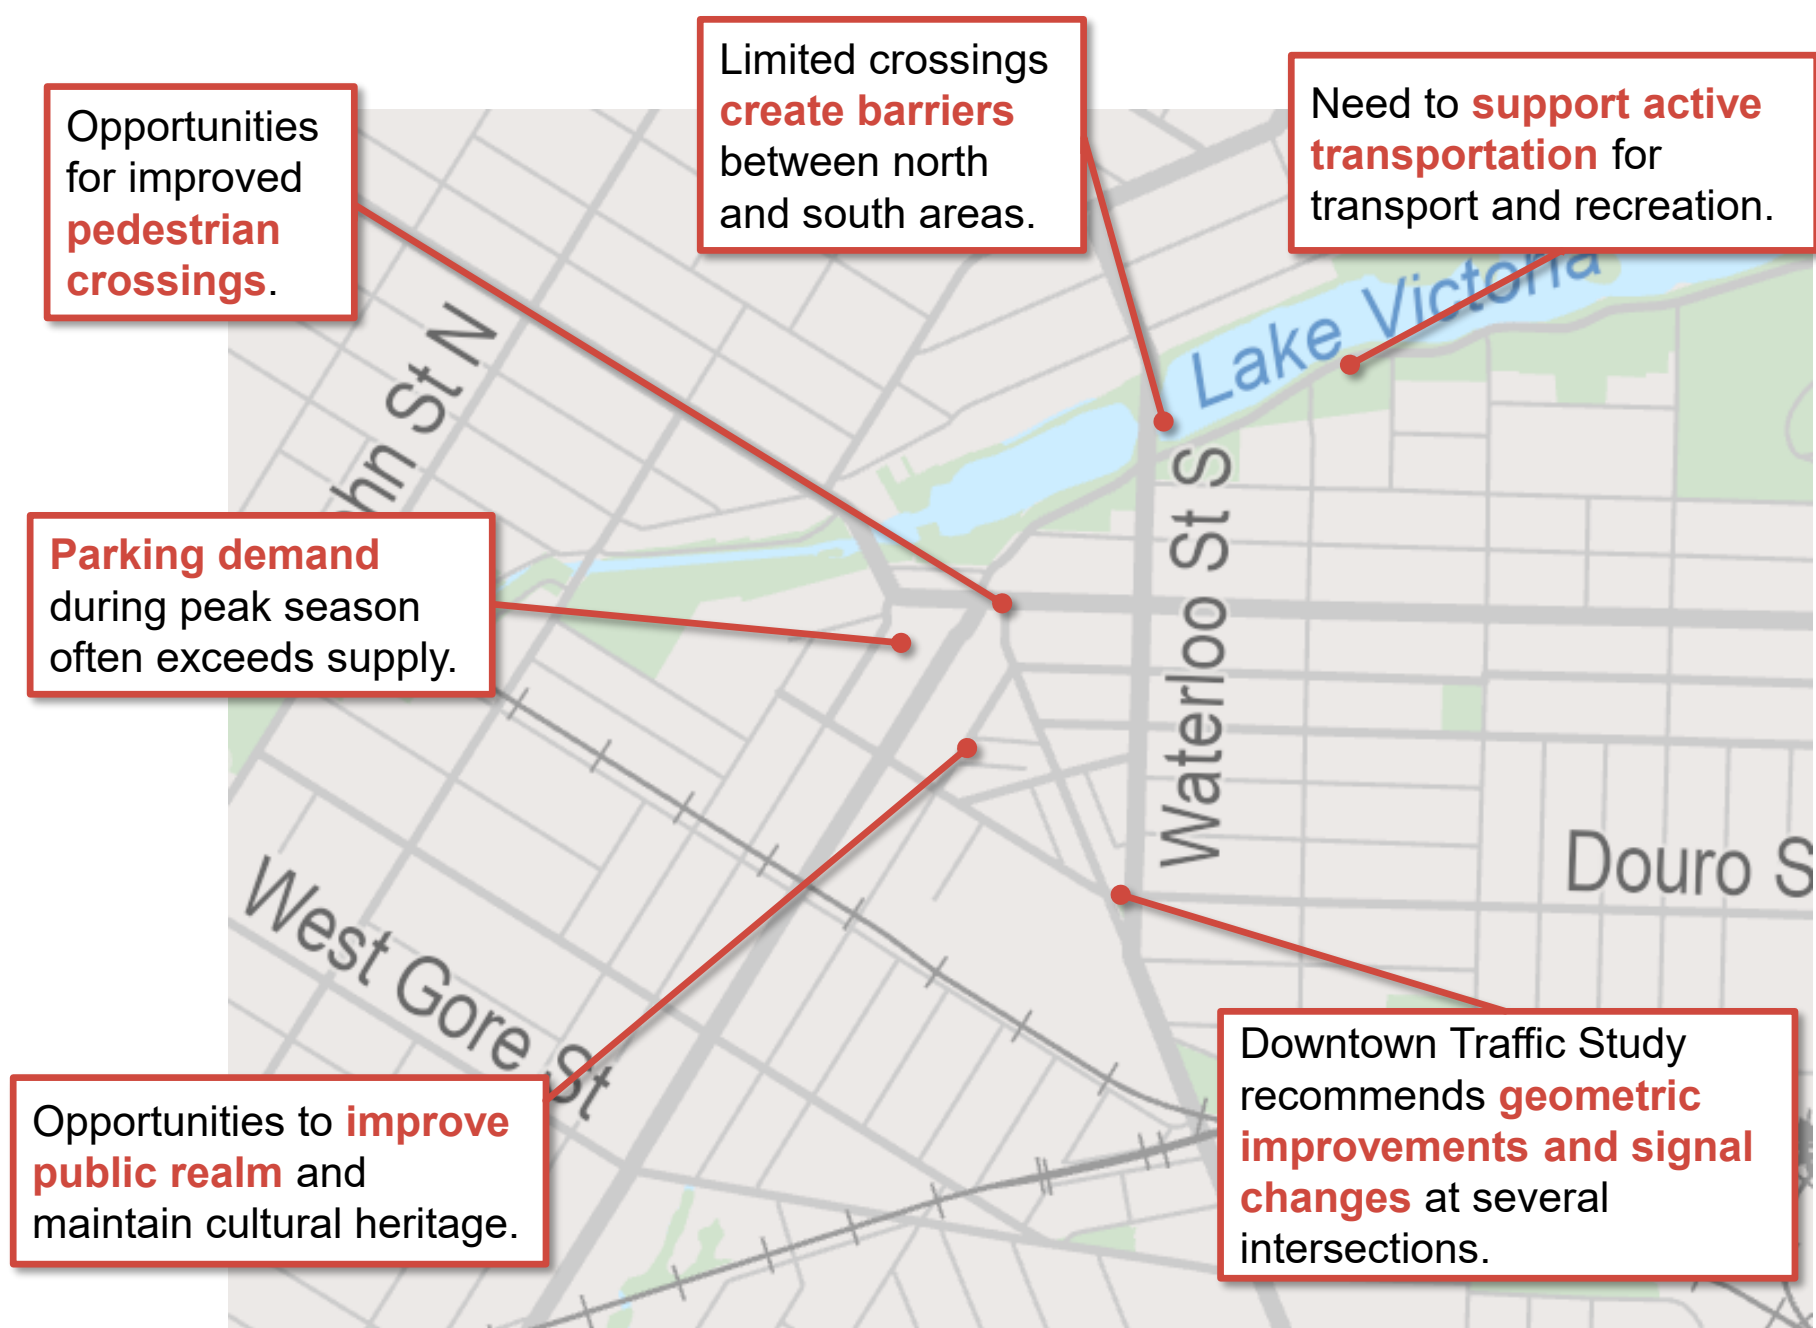 Limited crossings
create barriers
between north
and south areas.
Need to support active
transportation for
transport and recreation.
Opportunities
for improved
pedestrian
crossings.
Lake Victoria
Parking demand
during peak season
often exceeds supply.
Waterloo St S
West Gore St
Opportunities to improve
public realm and
maintain cultural heritage.
Downtown Traffic Study
recommends geometric
improvements and signal
changes at several
intersections.
St N
Douro S